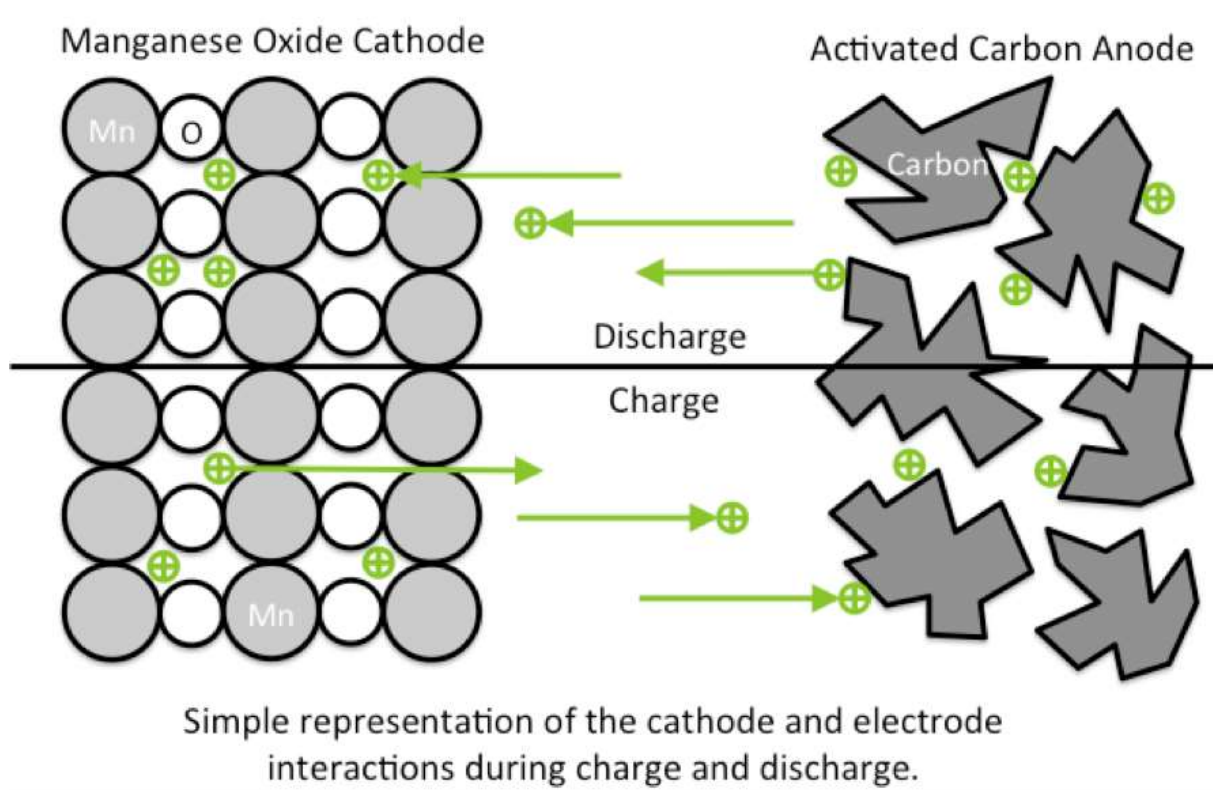 Manganese Oxide Cathode
Activated Carbon Anode
Mn
O
Carbon
Discharge
Charge
Mn
Simple representation of the cathode and electrode
interactions during charge and discharge.